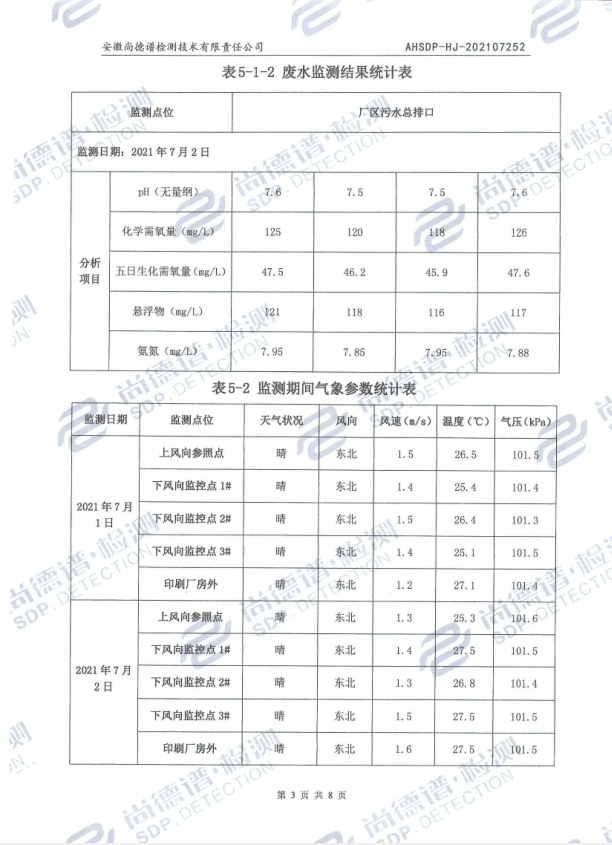 安徽尚德谱检测技术有限责任公司 AHSDP-HJ-202107252
表5-1-2 废水监测结果统计表
监测点位 厂区污水总排口
监测日期：2021年7月2日
分析项目
pH（无量纲） 7.6 7.5 7.5 7.6
化学需氧量（mg/L） 125 120 118 126
五日生化需氧量（mg/L） 47.5 46.2 45.9 47.6
悬浮物（mg/L） 121 118 116 117
氨氮（mg/L） 7.95 7.85 7.95 7.88
表5-2 监测期间气象参数统计表
监测日期 监测点位 天气状况 风向 风速（m/s） 温度（℃） 气压（kPa）
2021年7月1日
上风向参照点 晴 东北 1.5 26.5 101.5
下风向监控点1# 晴 东北 1.4 25.4 101.4
下风向监控点2# 晴 东北 1.5 26.4 101.3
下风向监控点3# 晴 东北 1.4 25.1 101.5
印刷厂房外 晴 东北 1.2 27.1 101.4
2021年7月2日
上风向参照点 晴 东北 1.3 25.3 101.6
下风向监控点1# 晴 东北 1.4 27.5 101.5
下风向监控点2# 晴 东北 1.3 26.8 101.4
下风向监控点3# 晴 东北 1.5 27.5 101.5
印刷厂房外 晴 东北 1.6 27.5 101.5
第 3 页 共 8 页
尚德谱·检测
SDP.DETECTION